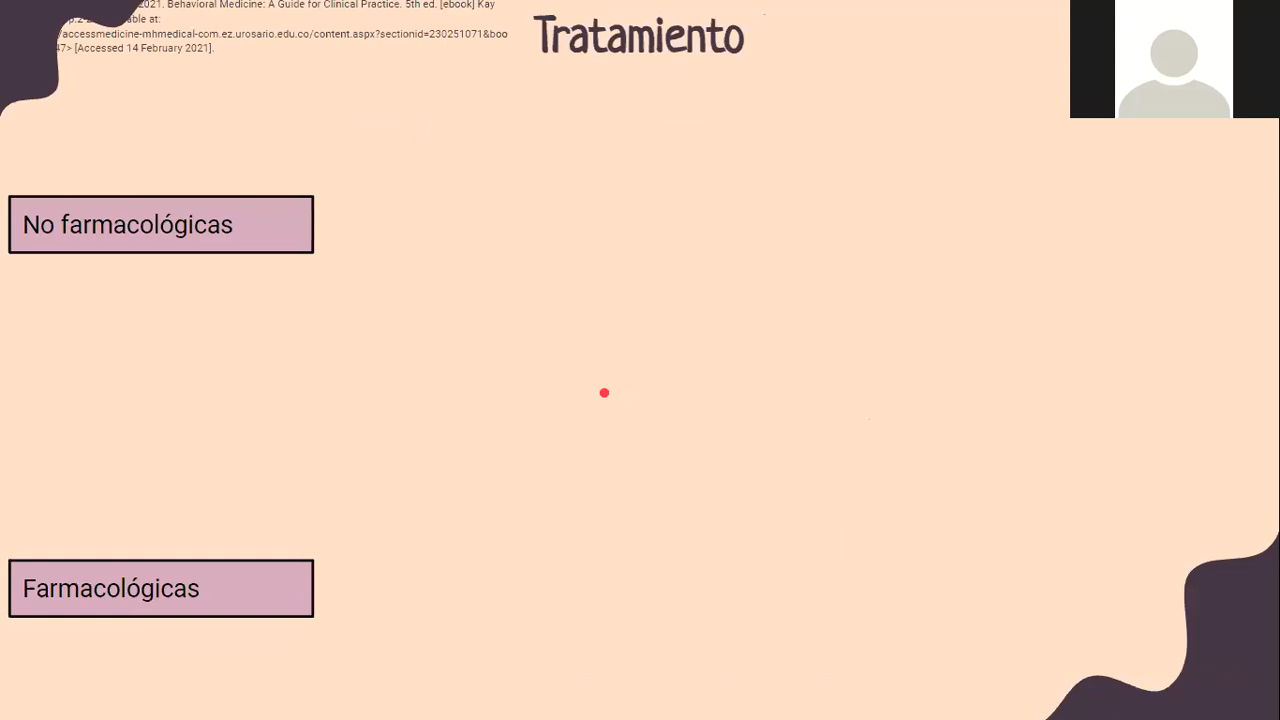 2021. Behavioral Medicine: A Guide for Clinical Practice. 5th ed. [ebook] Kay
at:
/accessmedicine-mhmedical-com.ez.urosario.edu.co/content.aspx?sectionid=230251071&boo
47> [Accessed 14 February 2021].
Tratamiento
No farmacológicas
Farmacológicas